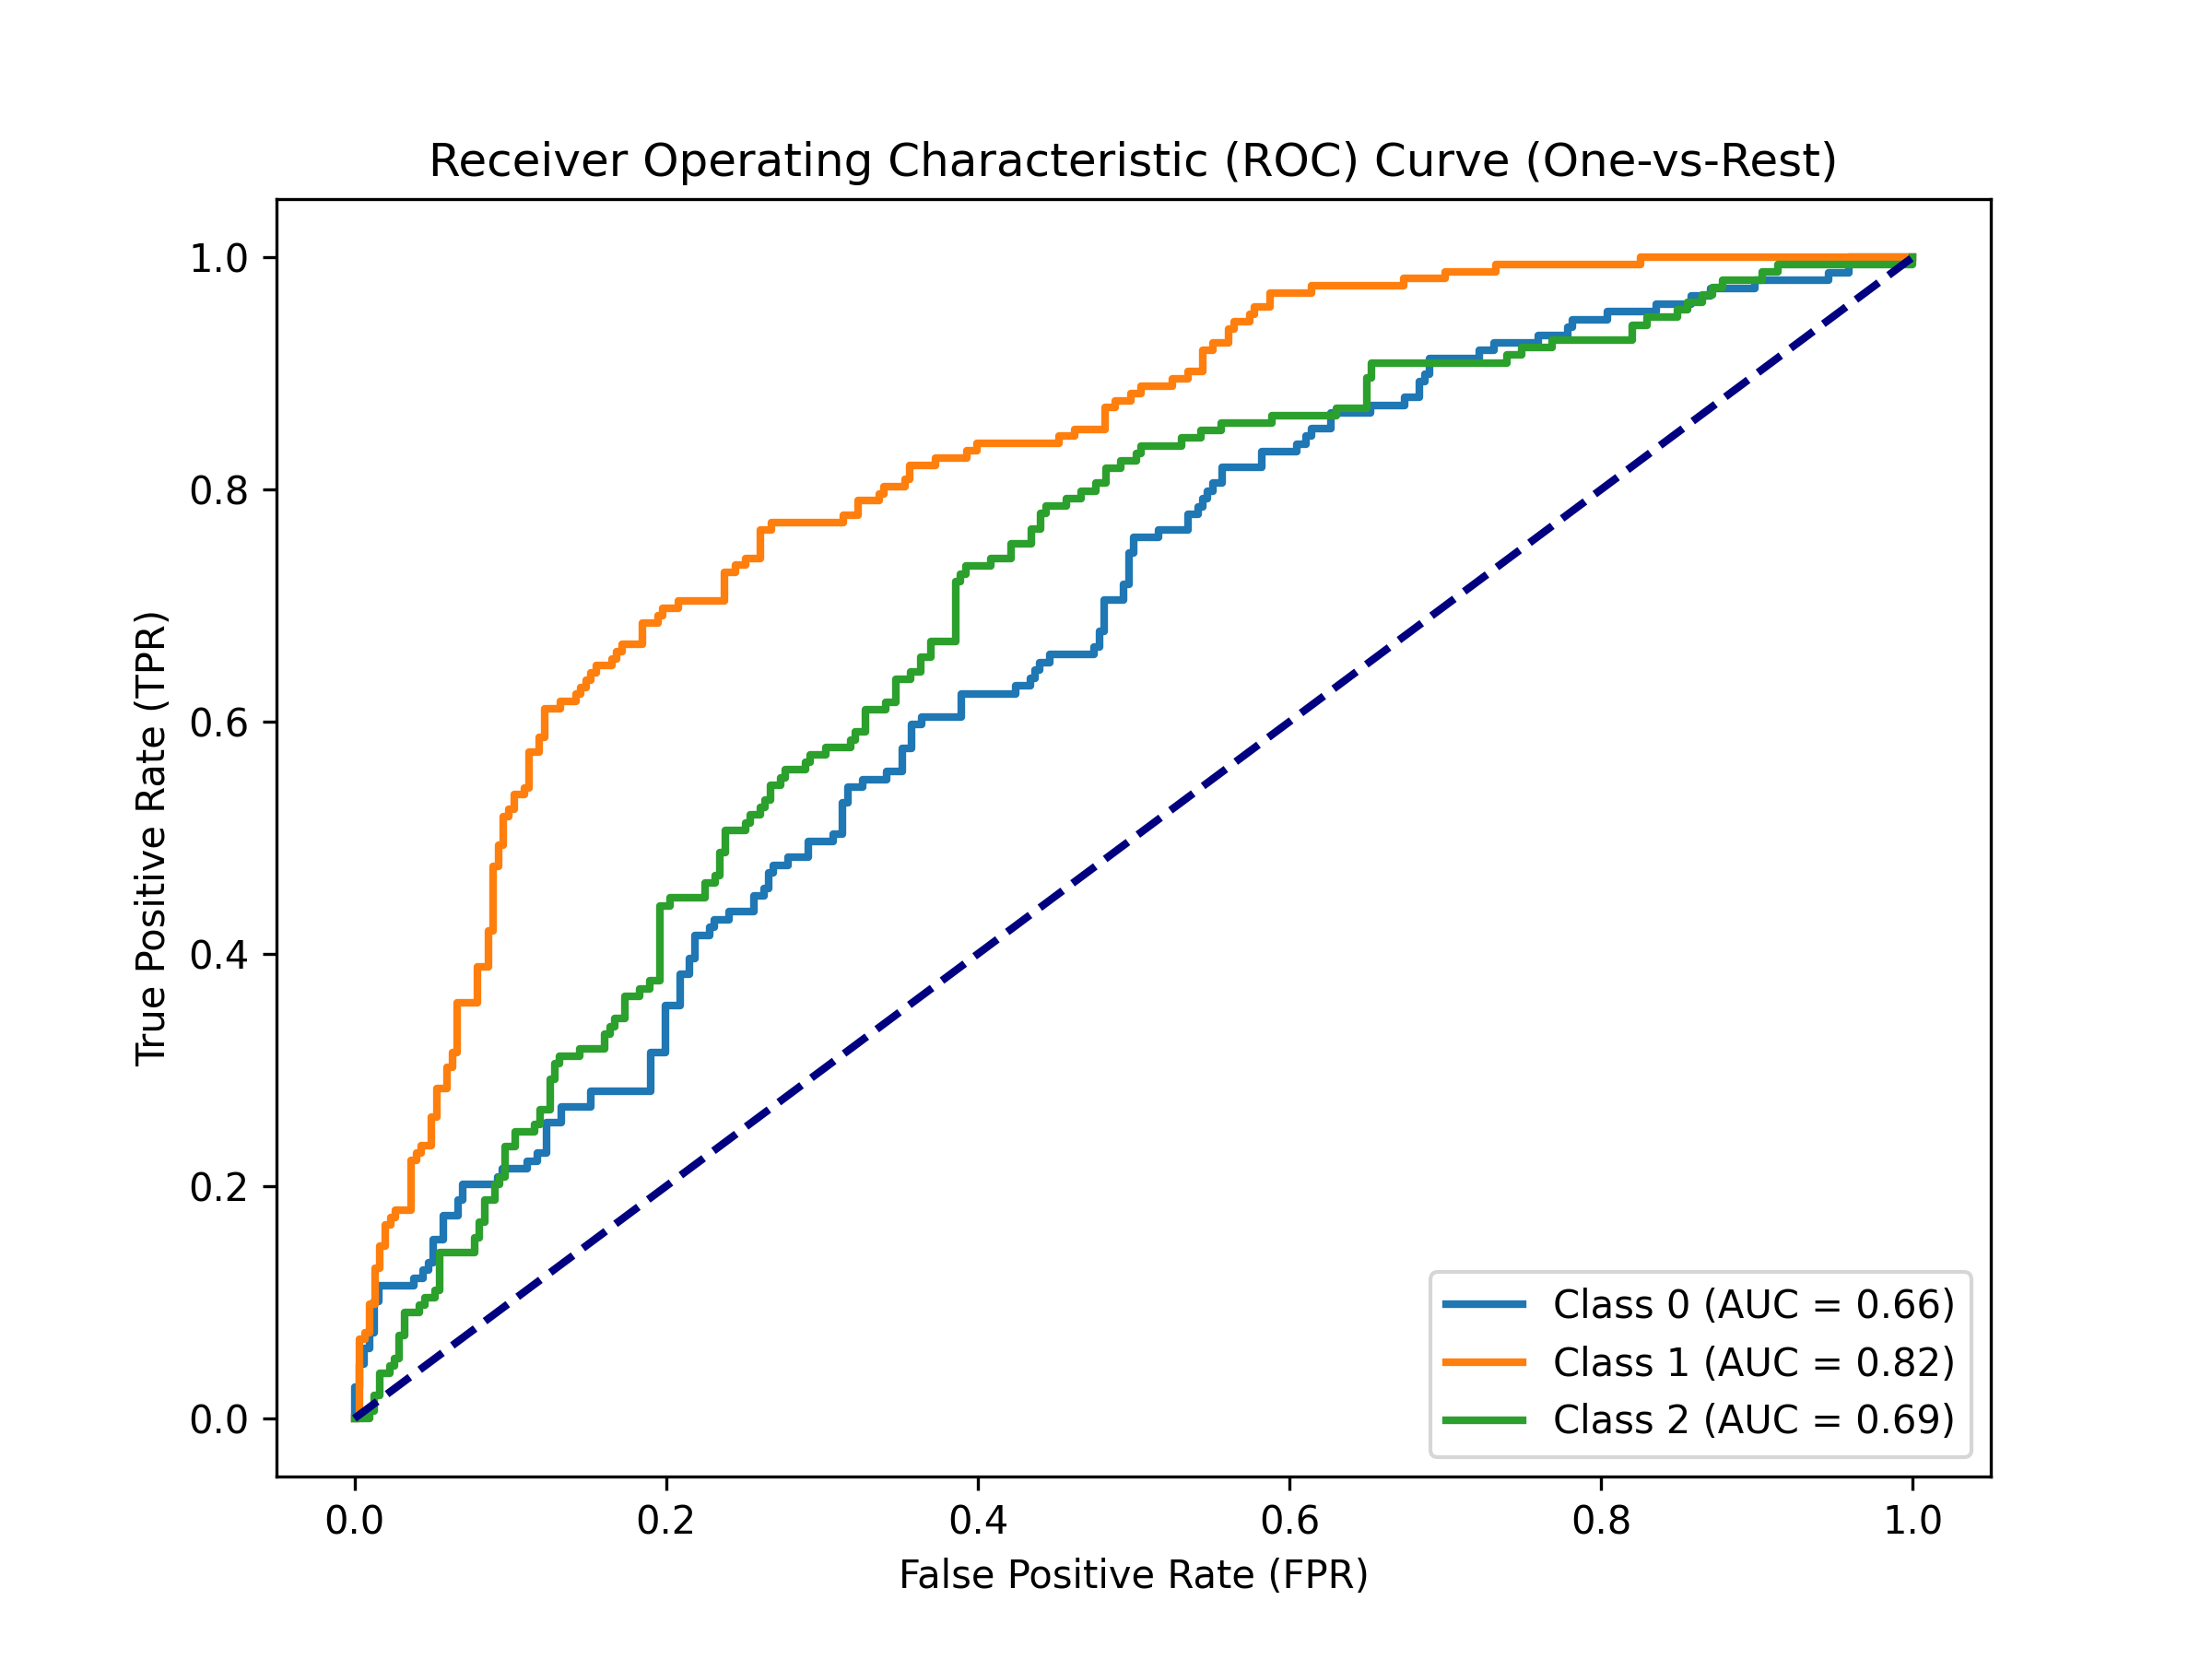 Receiver Operating Characteristic (ROC) Curve (One-vs-Rest)
True Positive Rate (TPR)
1.0
0.8
0.6
0.4
0.2
0.0
Class 0 (AUC = 0.66)
Class 1 (AUC = 0.82)
Class 2 (AUC = 0.69)
0.0 0.2 0.4 0.6 0.8 1.0
False Positive Rate (FPR)